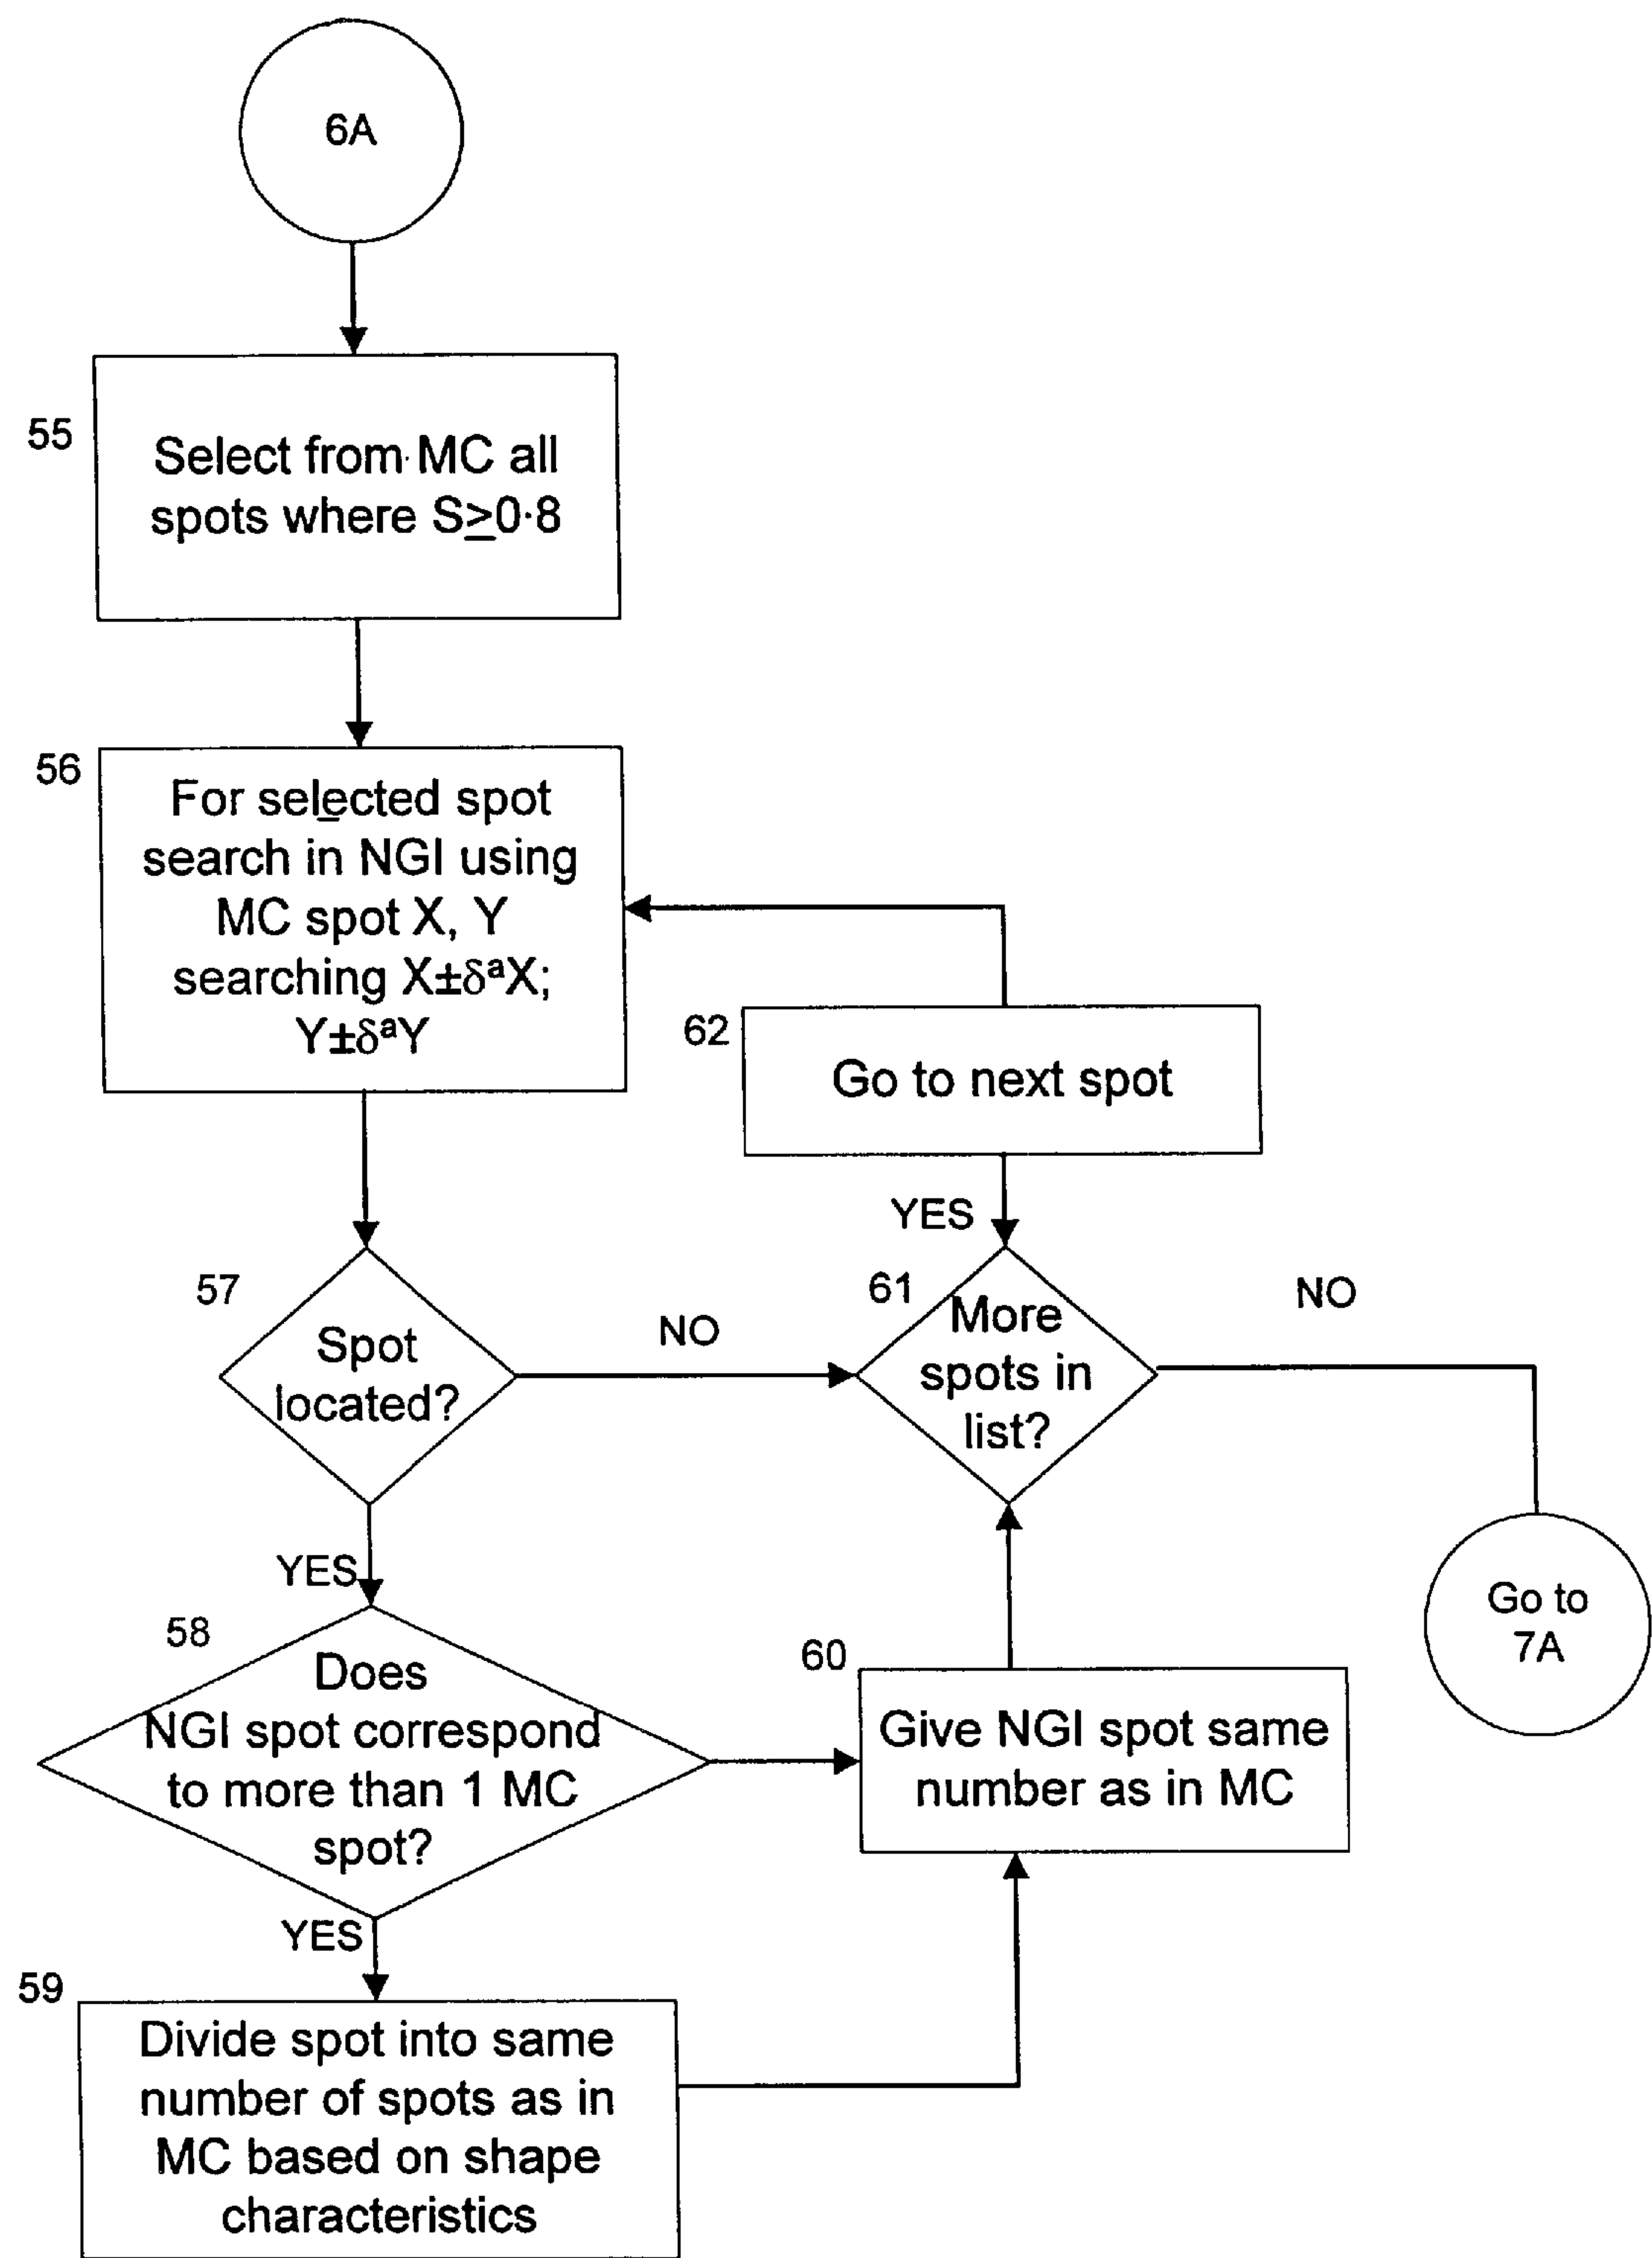 6A
55
Select from MC all
spots where S≥0·8
56
For selected spot
search in NGI using
MC spot X, Y
searching X±δᵃX;
Y±δᵃY
62
Go to next spot
YES
57
Spot
located?
NO
61
More
spots in
list?
NO
YES
Go to
7A
58
Does
NGI spot correspond
to more than 1 MC
spot?
60
Give NGI spot same
number as in MC
YES
59
Divide spot into same
number of spots as in
MC based on shape
characteristics